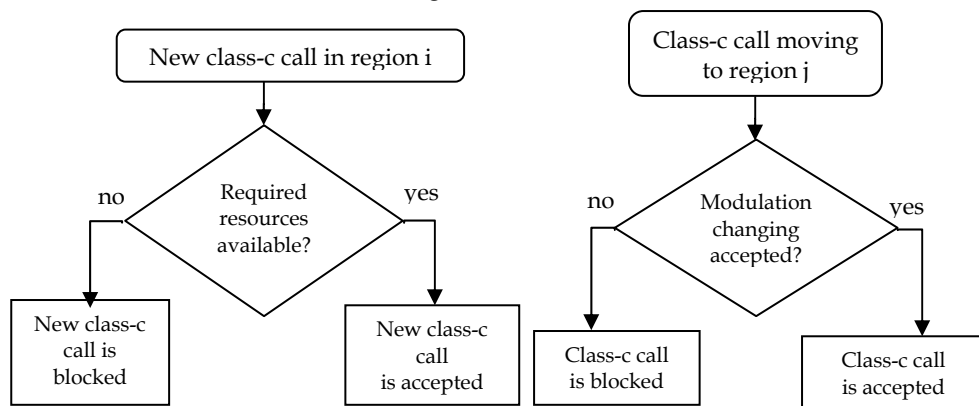 New class-c call in region i
no
Required
resources
available?
yes
New class-c
call is
blocked
New class-c
call
is accepted
Class-c call moving
to region j
no
Modulation
changing
accepted?
yes
Class-c call
is blocked
Class-c call
is accepted